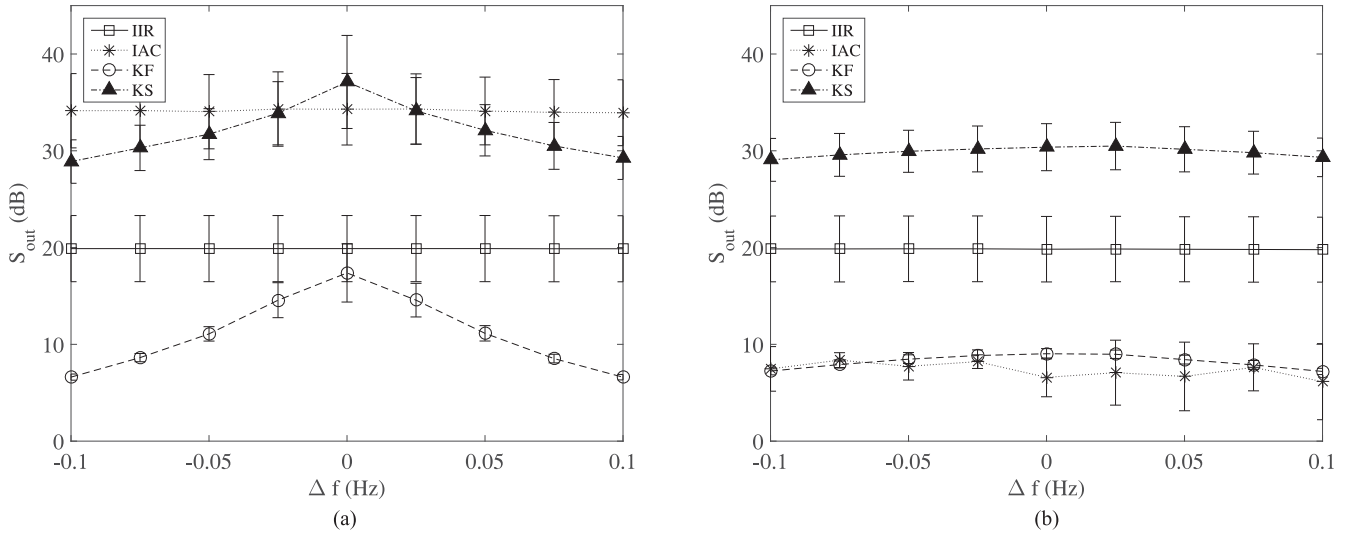 IIR
IAC
KF
KS
40
30
20
10
0
S_out (dB)
-0.1
-0.05
0
0.05
0.1
Δ f (Hz)
(a)
IIR
IAC
KF
KS
40
30
20
10
0
S_out (dB)
-0.1
-0.05
0
0.05
0.1
Δ f (Hz)
(b)